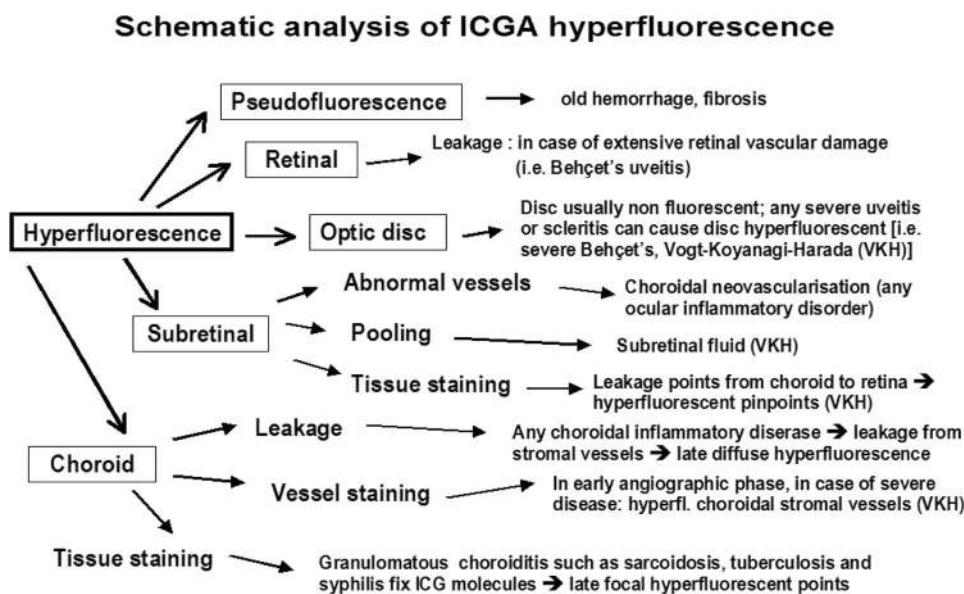 Schematic analysis of ICGA hyperfluorescence
Pseudofluorescence ➔ old hemorrhage, fibrosis
Retinal
Leakage : in case of extensive retinal vascular damage
(i.e. Behçet's uveitis)
Hyperfluorescence
Optic disc
Disc usually non fluorescent; any severe uveitis
or scleritis can cause disc hyperfluorescent [i.e.
severe Behçet's, Vogt-Koyanagi-Harada (VKH)]
Subretinal
Abnormal vessels
Choroidal neovascularisation (any
ocular inflammatory disorder)
Pooling
Subretinal fluid (VKH)
Tissue staining
Leakage points from choroid to retina ➔
hyperfluorescent pinpoints (VKH)
Choroid
Leakage
Any choroidal inflammatory diserase ➔ leakage from
stromal vessels ➔ late diffuse hyperfluorescence
Vessel staining
In early angiographic phase, in case of severe
disease: hyperfl. choroidal stromal vessels (VKH)
Tissue staining
Granulomatous choroiditis such as sarcoidosis, tuberculosis and
syphilis fix ICG molecules ➔ late focal hyperfluorescent points